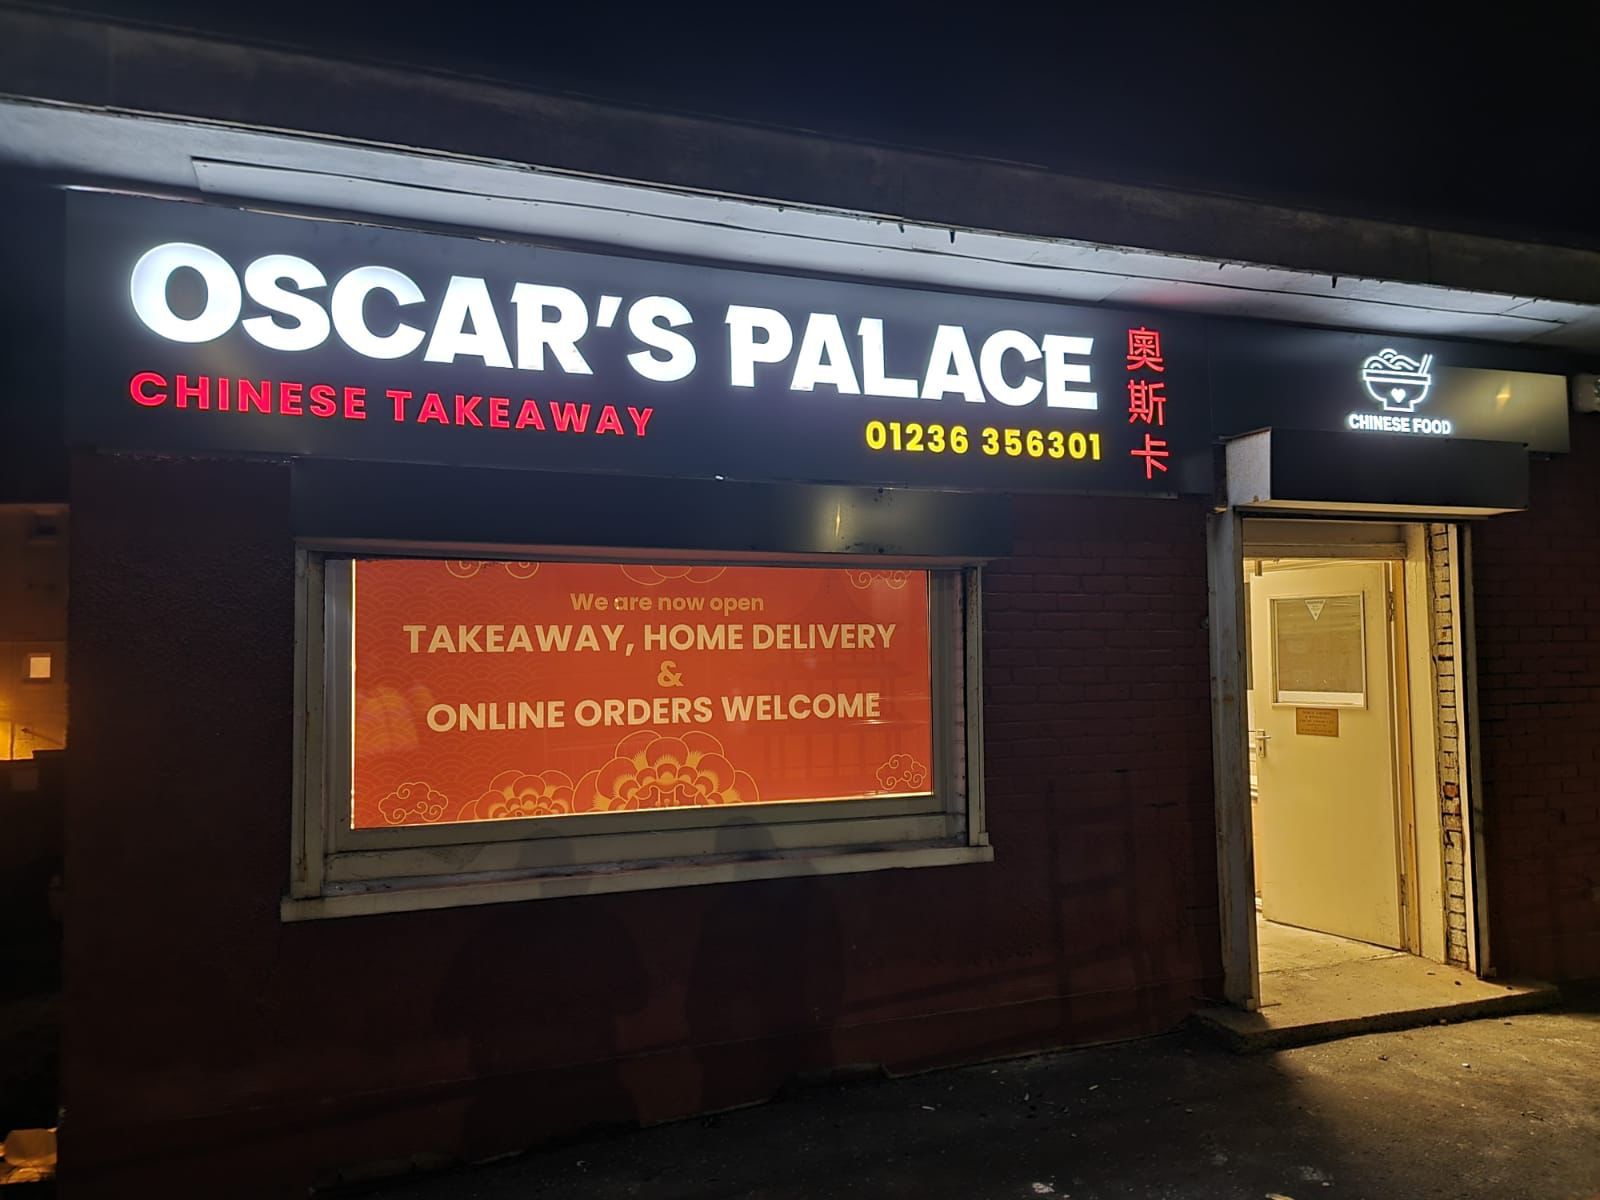 OSCAR'S PALACE
CHINESE TAKEAWAY
01236 356301
奥斯卡
CHINESE FOOD
We are now open
TAKEAWAY, HOME DELIVERY
&
ONLINE ORDERS WELCOME